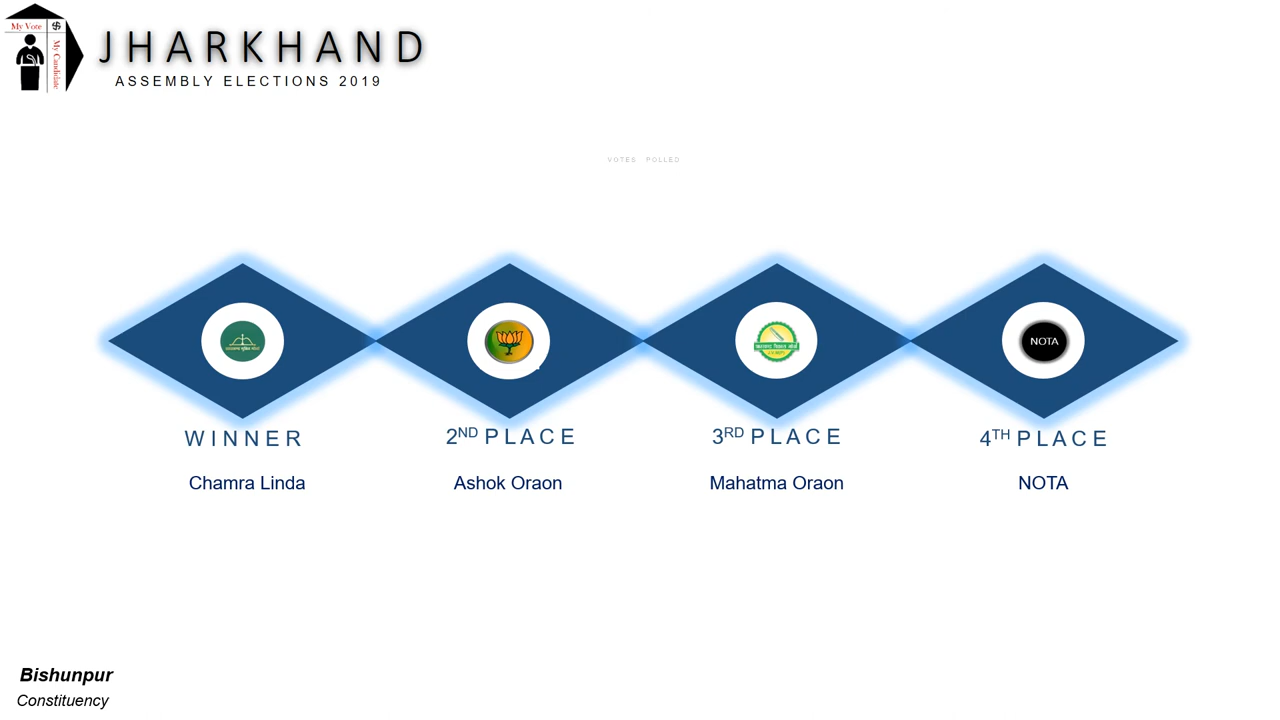 My Vote
My Candidate
JHARKHAND
ASSEMBLY ELECTIONS 2019
VOTES POLLED
NOTA
WINNER
2ND PLACE
3RD PLACE
4TH PLACE
Chamra Linda
Ashok Oraon
Mahatma Oraon
NOTA
Bishunpur
Constituency